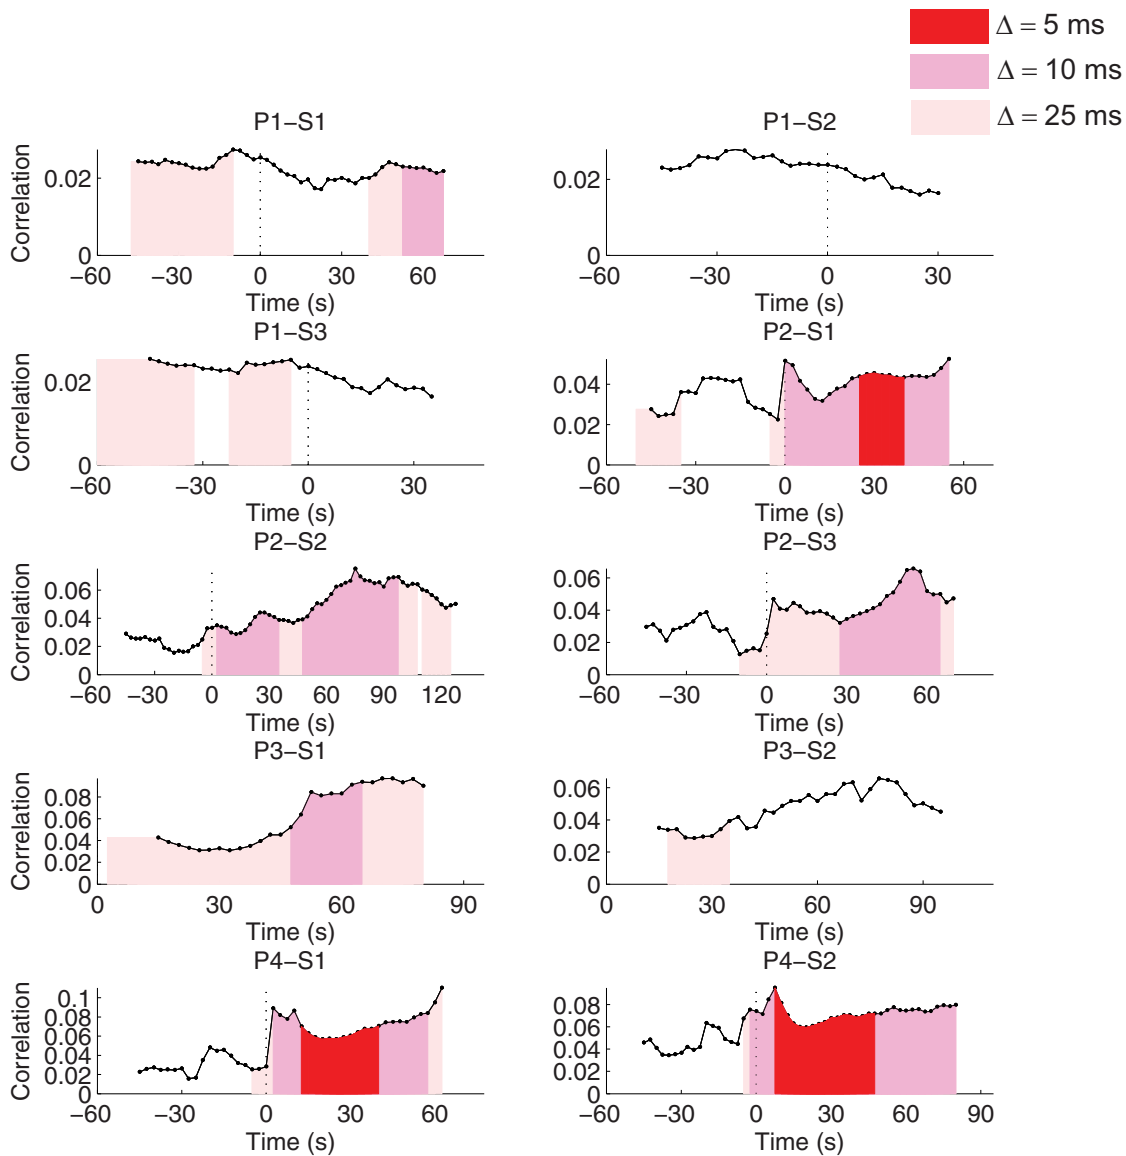 Δ = 5 ms
Δ = 10 ms
Δ = 25 ms
P1−S1
P1−S2
Correlation
0.02
0
−60 −30 0 30 60
Time (s)
0.02
0
−60 −30 0 30
Time (s)
P1−S3
P2−S1
Correlation
0.02
0
−60 −30 0 30
Time (s)
0.04
0.02
0
−60 −30 0 30 60
Time (s)
P2−S2
P2−S3
Correlation
0.06
0.04
0.02
0
−60 −30 0 30 60 90 120
Time (s)
0.06
0.04
0.02
0
−60 −30 0 30 60
Time (s)
P3−S1
P3−S2
Correlation
0.08
0.06
0.04
0.02
0
0 30 60 90
Time (s)
0.06
0.04
0.02
0
0 30 60 90
Time (s)
P4−S1
P4−S2
Correlation
0.1
0.08
0.06
0.04
0.02
0
−60 −30 0 30 60
Time (s)
0.08
0.06
0.04
0.02
0
−60 −30 0 30 60 90
Time (s)